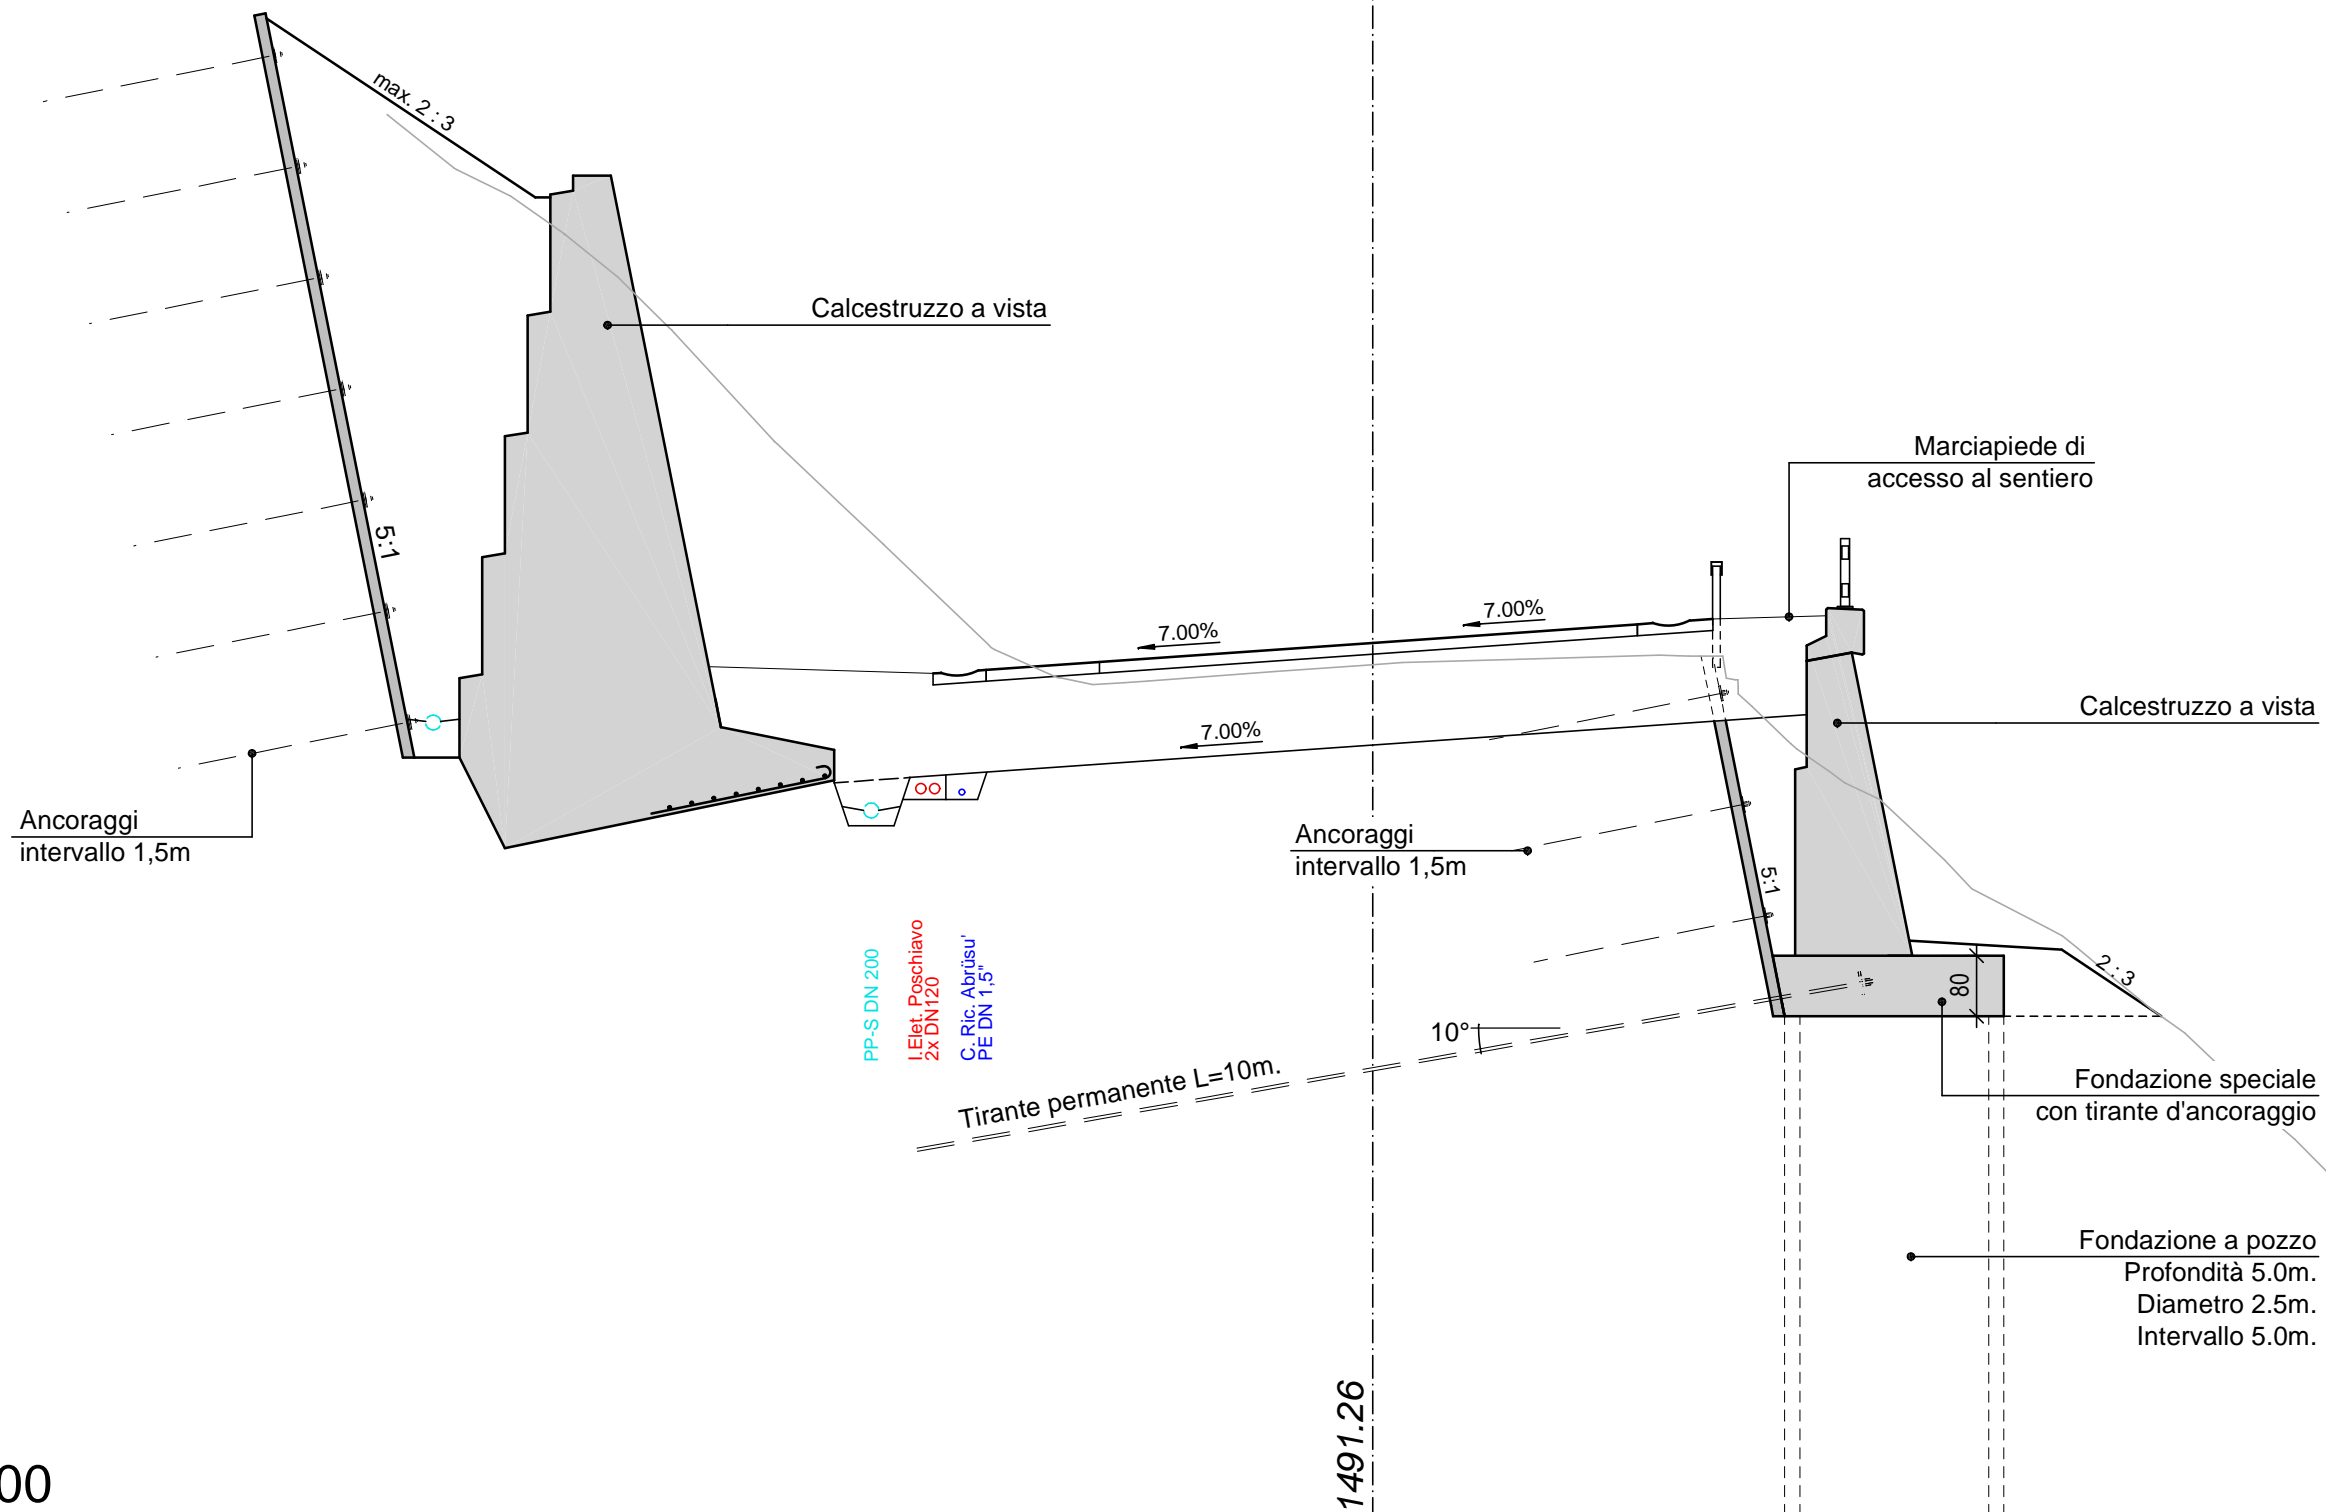 max. 2 : 3
Calcestruzzo a vista
Marciapiede di
accesso al sentiero
5:1
7.00%
7.00%
7.00%
Calcestruzzo a vista
Ancoraggi
intervallo 1,5m
Ancoraggi
intervallo 1,5m
5:1
PP-S DN 200
I.Elet. Poschiavo
2x DN120
C. Ric. Abrüsu'
PE DN 1,5"
2:3
80
10°
Tirante permanente L=10m.
Fondazione speciale
con tirante d'ancoraggio
Fondazione a pozzo
Profondità 5.0m.
Diametro 2.5m.
Intervallo 5.0m.
1491.26
00